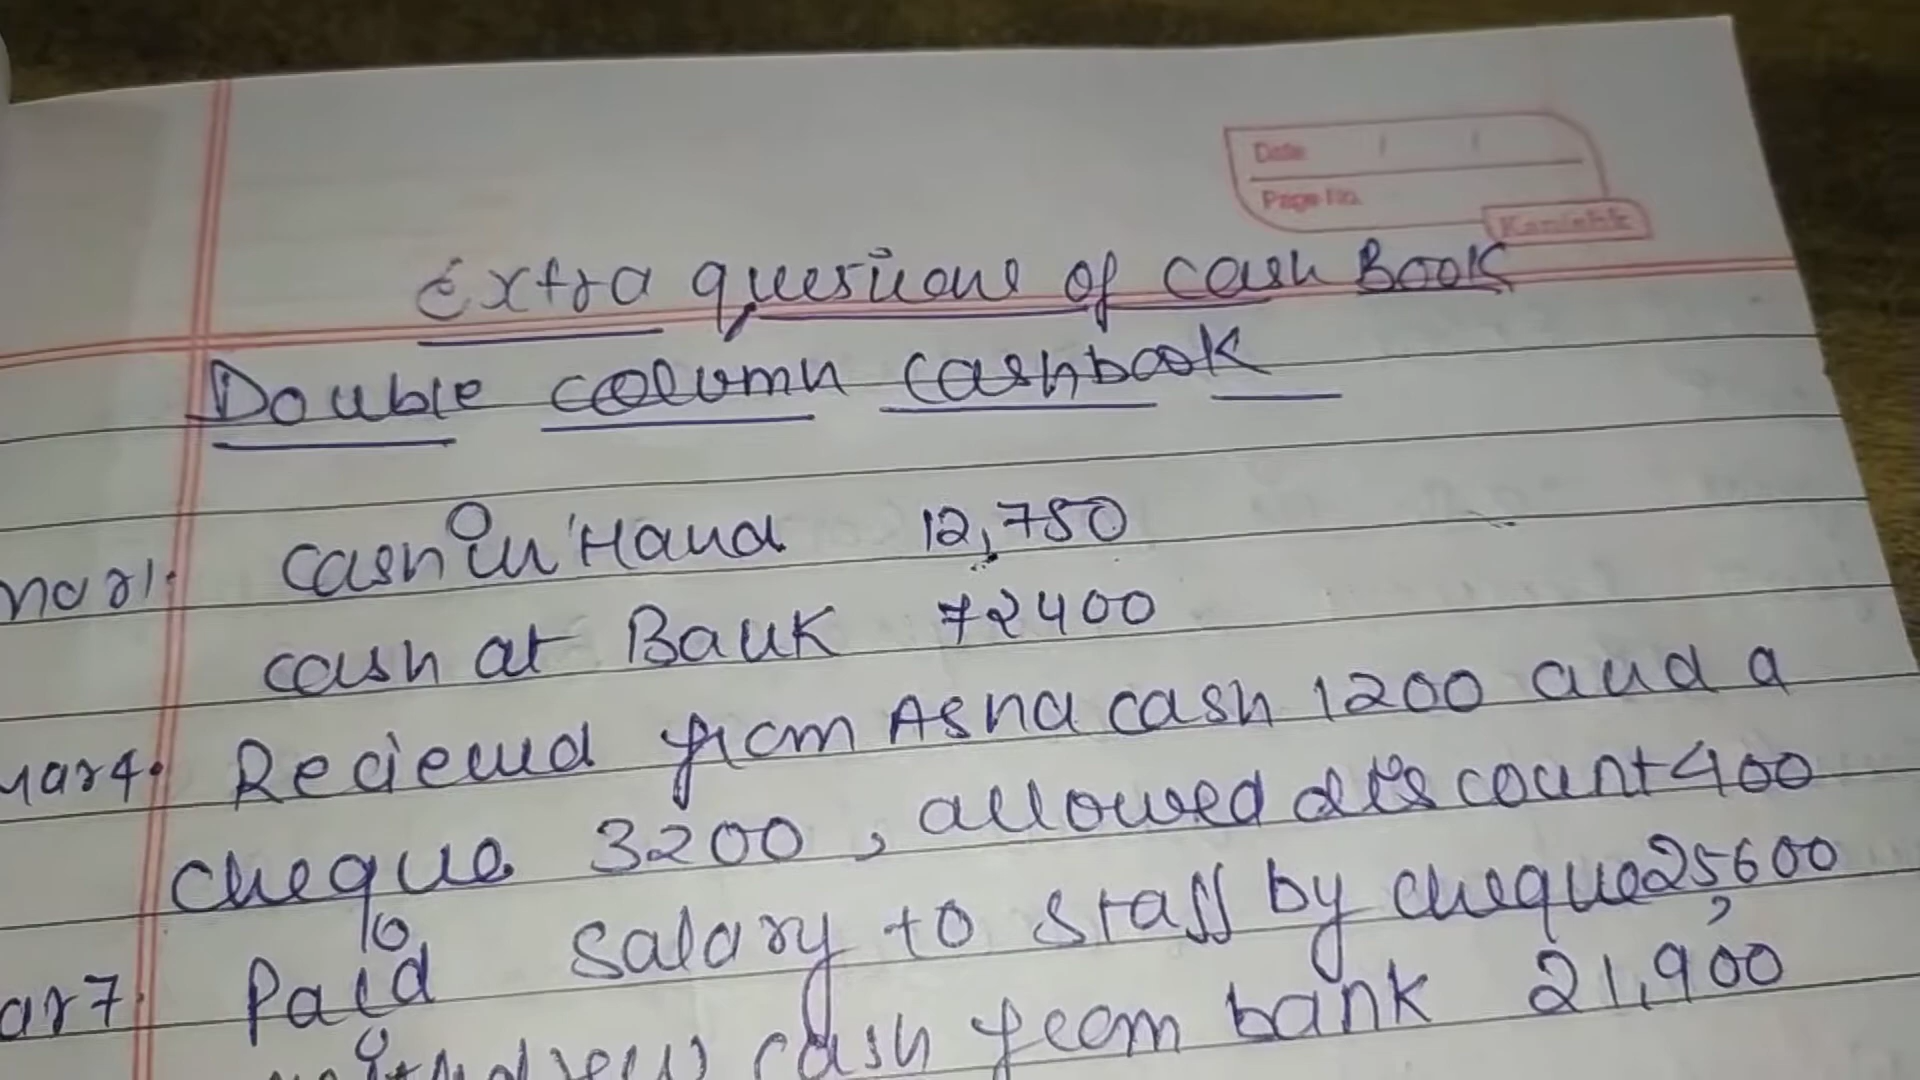 Date / /
Page No.
Extra questions of cash Book
Double column cashbook
mar1. cash in Hand 12,750
cash at Bank 72400
mar4. Recieved from Asna cash 1200 and a
cheque 3200, allowed discount 400
ar7. Paid salary to staff by cheque 25,600
withdrew cash from bank 21,900